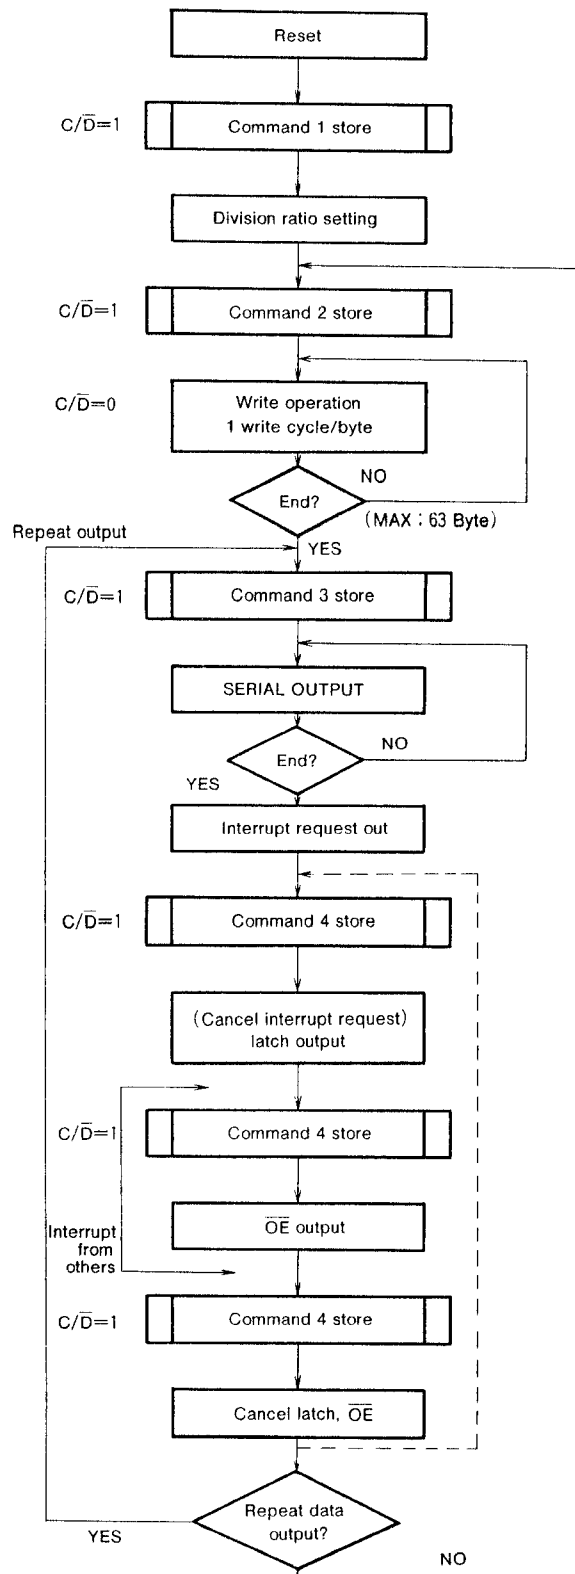 Reset
C/D̅=1
Command 1 store
Division ratio setting
C/D̅=1
Command 2 store
C/D̅=0
Write operation
1 write cycle/byte
End?
NO
(MAX : 63 Byte)
Repeat output
YES
C/D̅=1
Command 3 store
SERIAL OUTPUT
End?
NO
YES
Interrupt request out
C/D̅=1
Command 4 store
(Cancel interrupt request)
latch output
C/D̅=1
Command 4 store
Interrupt
from
others
O̅E̅ output
C/D̅=1
Command 4 store
Cancel latch, O̅E̅
Repeat data
output?
YES
NO